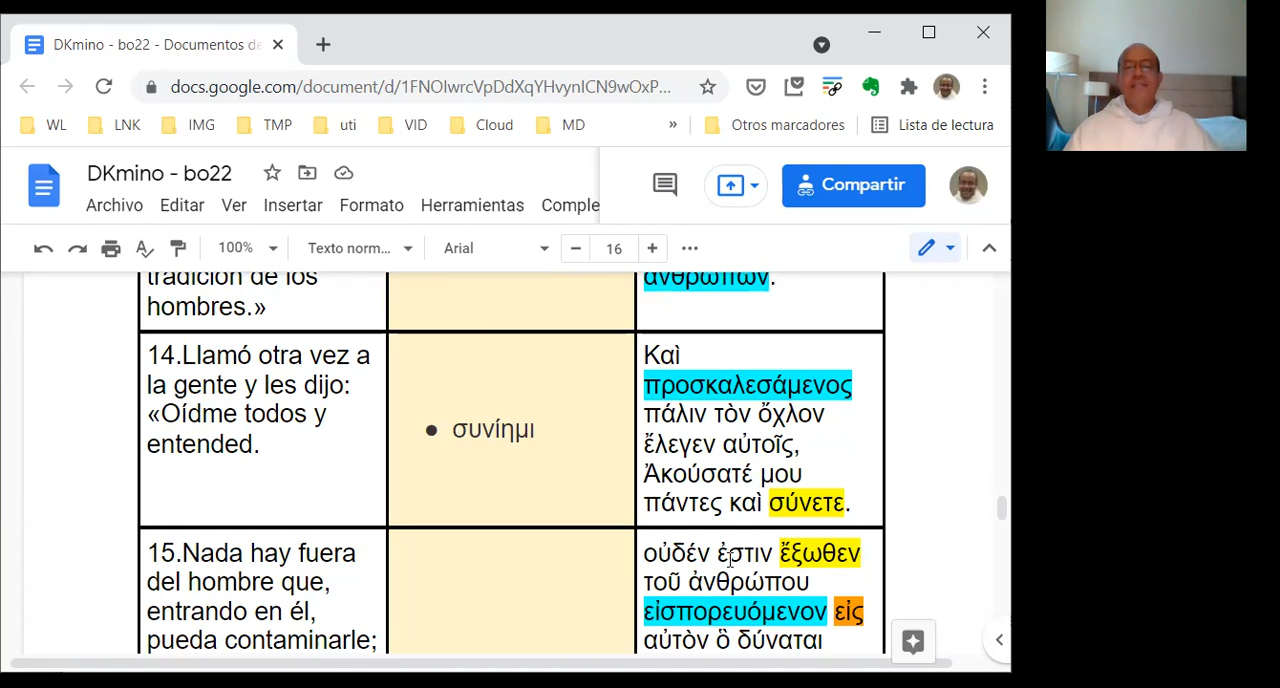 DKmino - bo22 - Documentos de
docs.google.com/document/d/1FNOIwrcVpDdXqYHvynICN9wOxP...
WL LNK IMG TMP uti VID Cloud MD » Otros marcadores Lista de lectura
DKmino - bo22
Compartir
Archivo Editar Ver Insertar Formato Herramientas Comple
100% Texto norm... Arial 16
tradición de los
hombres.»
ἀνθρώπων.
14.Llamó otra vez a
la gente y les dijo:
«Oídme todos y
entended.
● συνίημι
Καὶ
προσκαλεσάμενος
πάλιν τὸν ὄχλον
ἔλεγεν αὐτοῖς,
Ἀκούσατέ μου
πάντες καὶ σύνετε.
15.Nada hay fuera
del hombre que,
entrando en él,
pueda contaminarle;
οὐδέν ἐστιν ἔξωθεν
τοῦ ἀνθρώπου
εἰσπορευόμενον εἰς
αὐτὸν ὃ δύναται